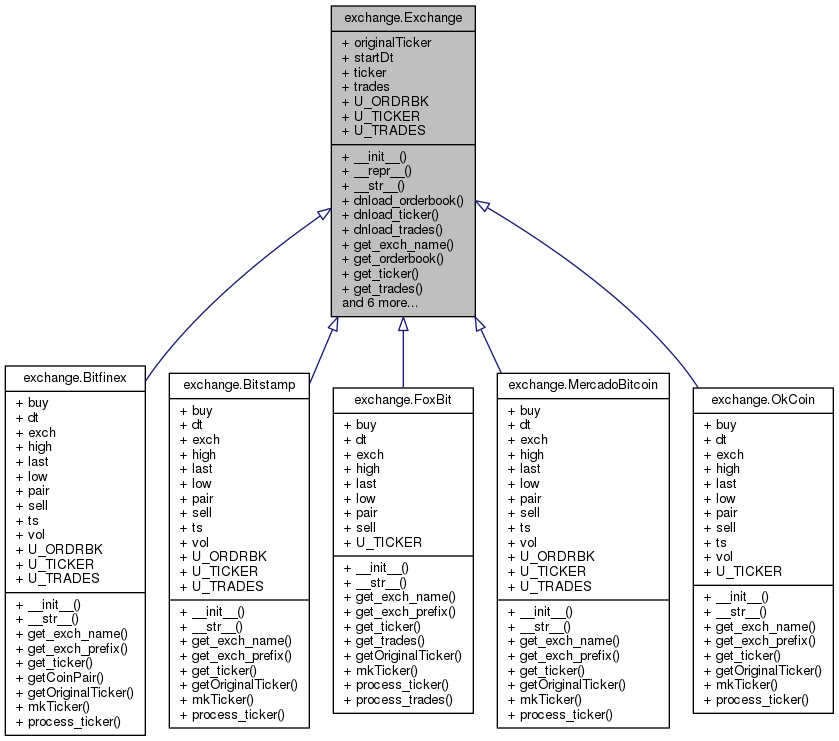 exchange.Exchange
+ originalTicker
+ startDt
+ ticker
+ trades
+ U_ORDRBK
+ U_TICKER
+ U_TRADES
+ __init__()
+ __repr__()
+ __str__()
+ dnload_orderbook()
+ dnload_ticker()
+ dnload_trades()
+ get_exch_name()
+ get_orderbook()
+ get_ticker()
+ get_trades()
and 6 more...
exchange.Bitfinex
+ buy
+ dt
+ exch
+ high
+ last
+ low
+ pair
+ sell
+ ts
+ vol
+ U_ORDRBK
+ U_TICKER
+ U_TRADES
+ __init__()
+ __str__()
+ get_exch_name()
+ get_exch_prefix()
+ get_ticker()
+ getCoinPair()
+ getOriginalTicker()
+ mkTicker()
+ process_ticker()
exchange.Bitstamp
+ buy
+ dt
+ exch
+ high
+ last
+ low
+ pair
+ sell
+ ts
+ vol
+ U_ORDRBK
+ U_TICKER
+ U_TRADES
+ __init__()
+ __str__()
+ get_exch_name()
+ get_exch_prefix()
+ get_ticker()
+ getOriginalTicker()
+ mkTicker()
+ process_ticker()
exchange.FoxBit
+ buy
+ dt
+ exch
+ high
+ last
+ low
+ pair
+ sell
+ U_TICKER
+ __init__()
+ __str__()
+ get_exch_name()
+ get_exch_prefix()
+ get_ticker()
+ get_trades()
+ getOriginalTicker()
+ mkTicker()
+ process_ticker()
+ process_trades()
exchange.MercadoBitcoin
+ buy
+ dt
+ exch
+ high
+ last
+ low
+ pair
+ sell
+ ts
+ vol
+ U_ORDRBK
+ U_TICKER
+ U_TRADES
+ __init__()
+ __str__()
+ get_exch_name()
+ get_exch_prefix()
+ get_ticker()
+ getOriginalTicker()
+ mkTicker()
+ process_ticker()
exchange.OkCoin
+ buy
+ dt
+ exch
+ high
+ last
+ low
+ pair
+ sell
+ ts
+ vol
+ U_TICKER
+ __init__()
+ __str__()
+ get_exch_name()
+ get_exch_prefix()
+ get_ticker()
+ getOriginalTicker()
+ mkTicker()
+ process_ticker()